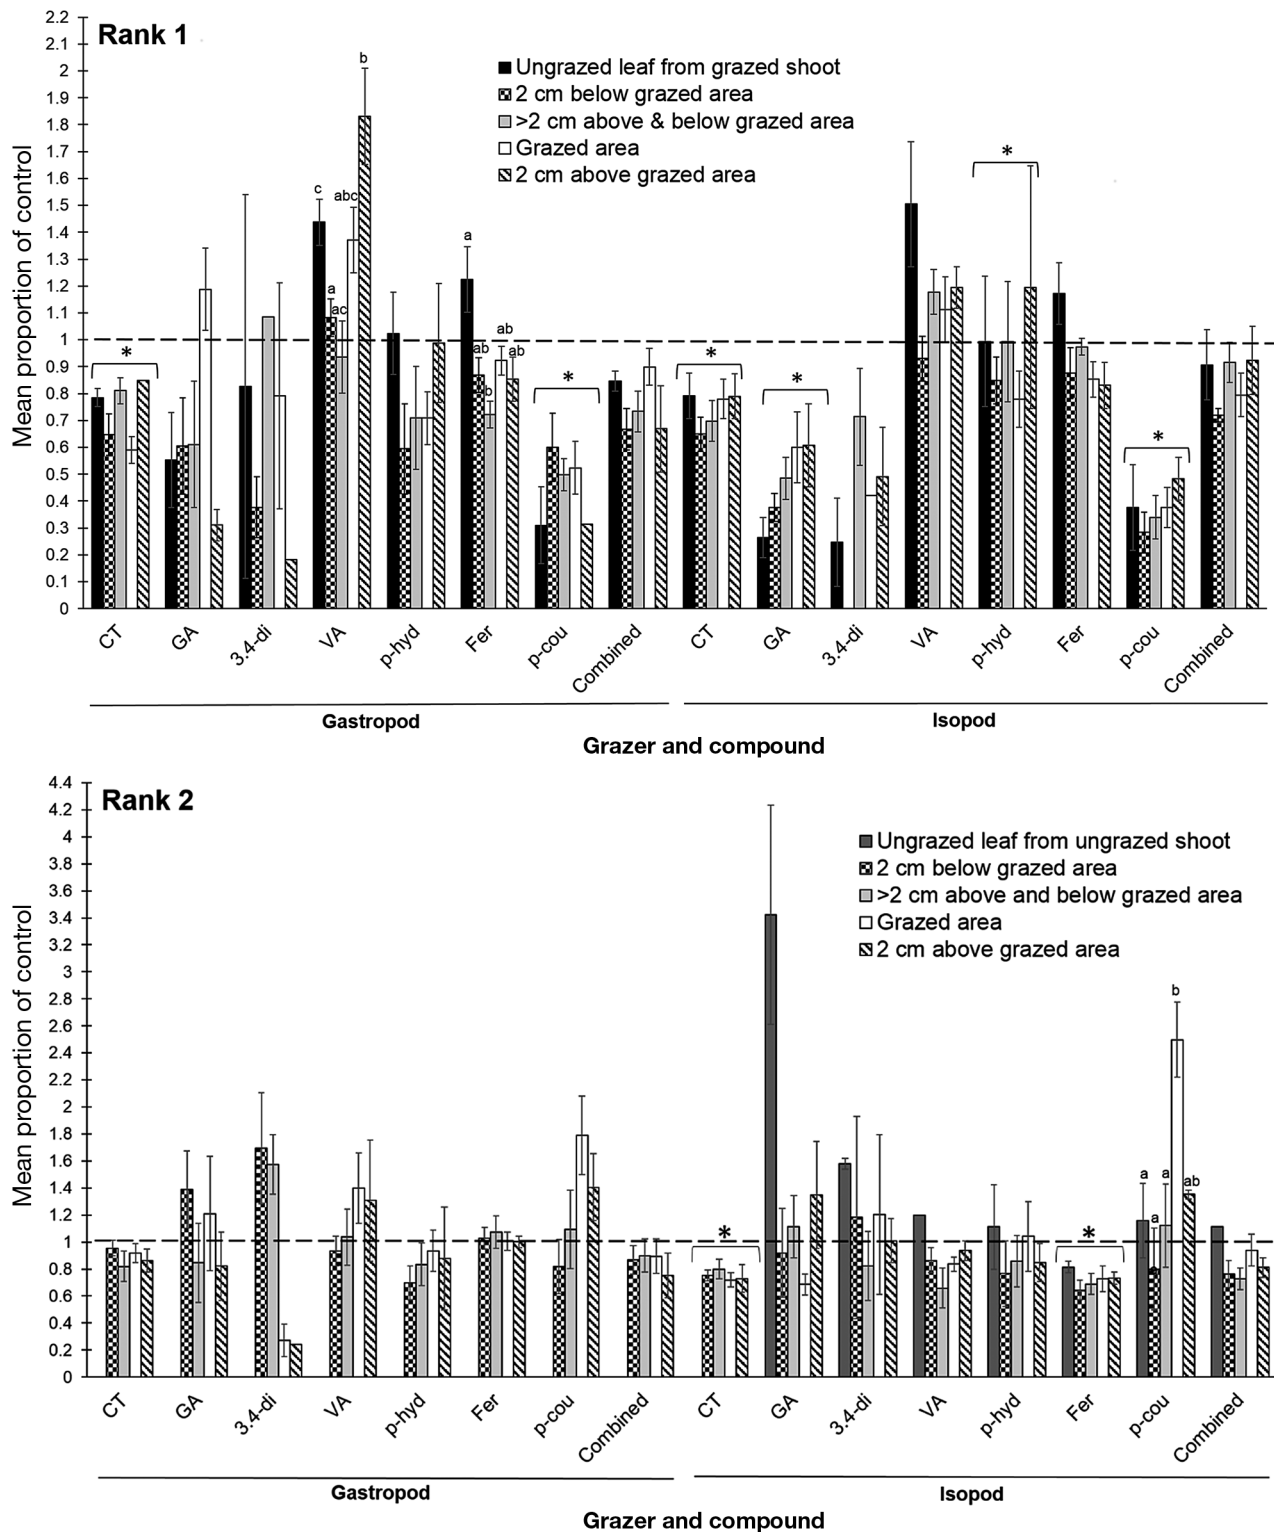 Rank 1
Mean proportion of control
2.2
2.1
2
1.9
1.8
1.7
1.6
1.5
1.4
1.3
1.2
1.1
1
0.9
0.8
0.7
0.6
0.5
0.4
0.3
0.2
0.1
0
Ungrazed leaf from grazed shoot
2 cm below grazed area
>2 cm above & below grazed area
Grazed area
2 cm above grazed area
* c a ac abc b a ab b ab ab * * * * *
CT GA 3.4-di VA p-hyd Fer p-cou Combined CT GA 3.4-di VA p-hyd Fer p-cou Combined
Gastropod Isopod
Grazer and compound
Rank 2
Mean proportion of control
4.4
4.2
4
3.8
3.6
3.4
3.2
3
2.8
2.6
2.4
2.2
2
1.8
1.6
1.4
1.2
1
0.8
0.6
0.4
0.2
0
Ungrazed leaf from ungrazed shoot
2 cm below grazed area
>2 cm above and below grazed area
Grazed area
2 cm above grazed area
* * a a a b ab
CT GA 3.4-di VA p-hyd Fer p-cou Combined CT GA 3.4-di VA p-hyd Fer p-cou Combined
Gastropod Isopod
Grazer and compound